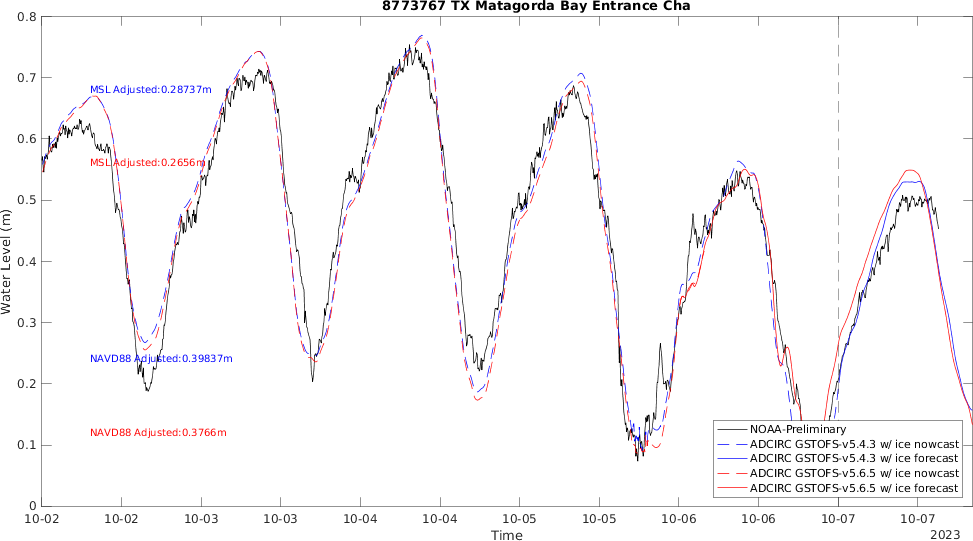 8773767 TX Matagorda Bay Entrance Cha
0.8
0.7
0.6
0.5
0.4
0.3
0.2
0.1
0
Water Level (m)
MSL Adjusted:0.28737m
MSL Adjusted:0.2656m
NAVD88 Adjusted:0.39837m
NAVD88 Adjusted:0.3766m
NOAA-Preliminary
ADCIRC GSTOFS-v5.4.3 w/ ice nowcast
ADCIRC GSTOFS-v5.4.3 w/ ice forecast
ADCIRC GSTOFS-v5.6.5 w/ ice nowcast
ADCIRC GSTOFS-v5.6.5 w/ ice forecast
10-02 10-02 10-03 10-03 10-04 10-04 10-05 10-05 10-06 10-06 10-07 10-07
Time
2023